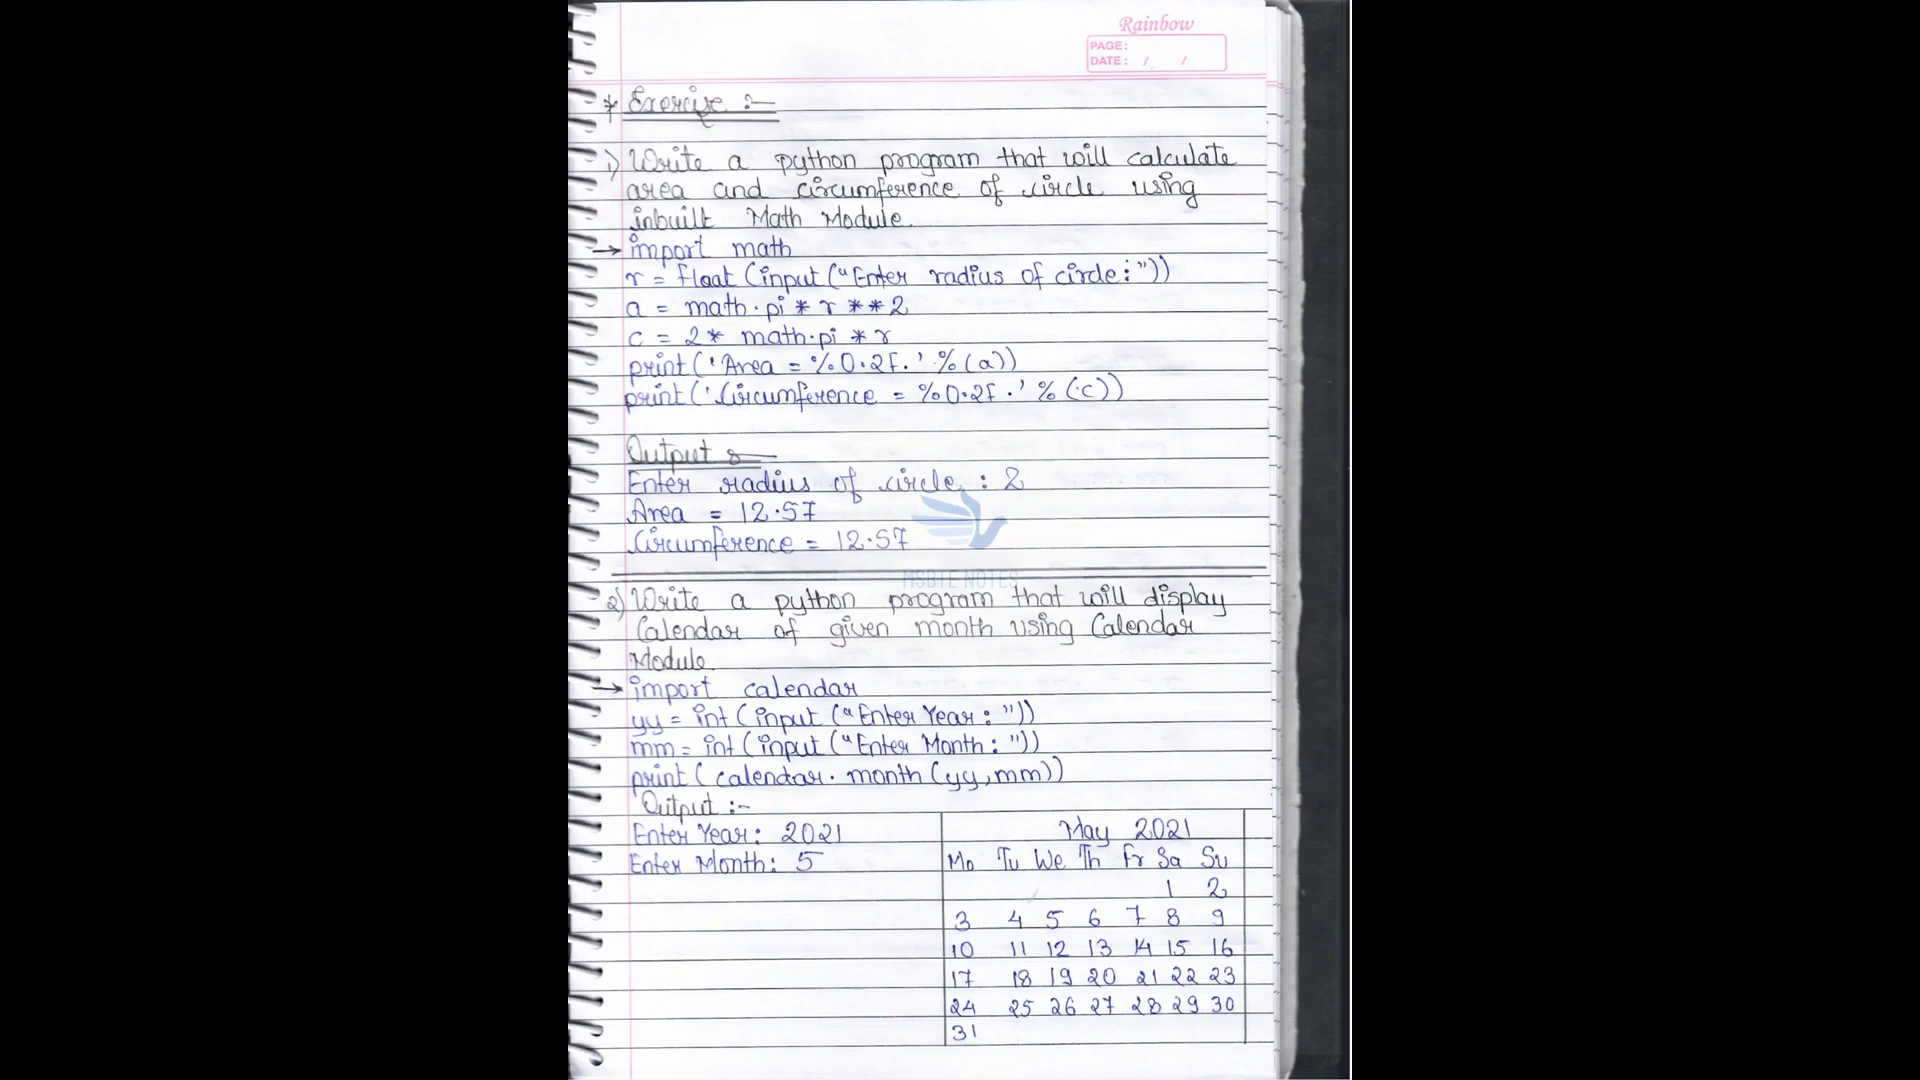 Rainbow
PAGE:
DATE: / /
* Exercise :-
1) Write a python program that will calculate
area and circumference of circle using
inbuilt Math Module.
→ import math
r = float (input ("Enter radius of circle:"))
a = math.pi * r **2
c = 2* math.pi * r
print ('Area = %0.2f.' %(a))
print ('Circumference = %0.2f.' % (c))
Output :-
Enter radius of circle : 2
Area = 12.57
Circumference = 12.57
MSBTE NOTES
2) Write a python program that will display
Calendar of given month using Calendar
Module.
→ import calendar
yy = int (input ("Enter Year : "))
mm = int (input ("Enter Month : "))
print ( calendar. month (yy,mm))
Output :-
Enter Year: 2021
Enter Month: 5
May 2021
Mo Tu We Th Fr Sa Su
1 2
3 4 5 6 7 8 9
10 11 12 13 14 15 16
17 18 19 20 21 22 23
24 25 26 27 28 29 30
31